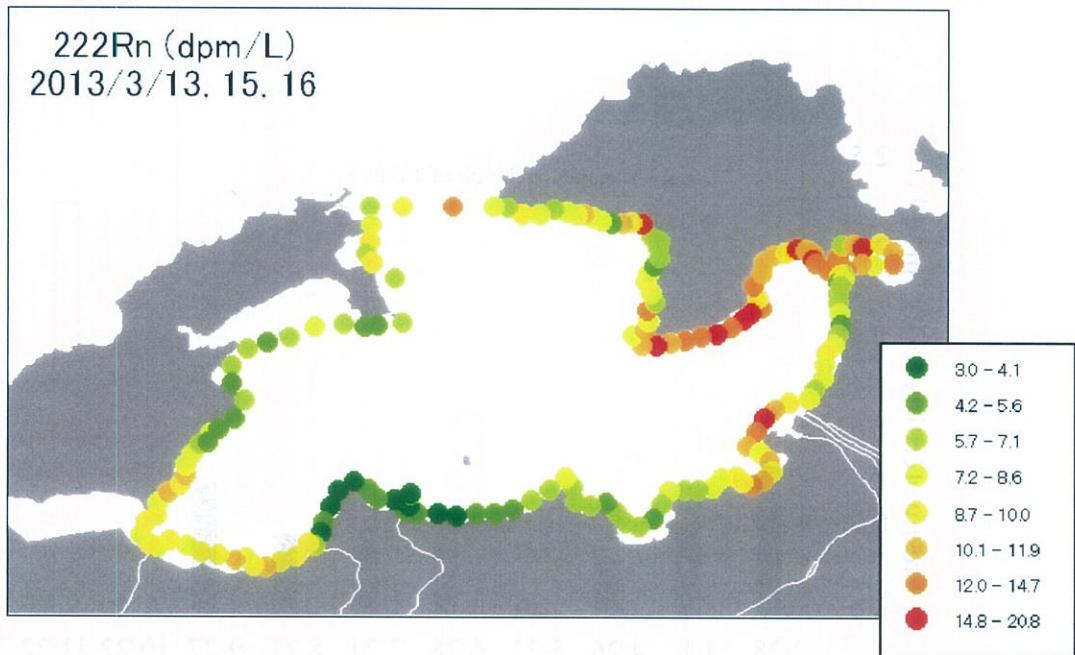 222Rn (dpm/L)
2013/3/13, 15, 16
3.0 – 4.1
4.2 – 5.6
5.7 – 7.1
7.2 – 8.6
8.7 – 10.0
10.1 – 11.9
12.0 – 14.7
14.8 – 20.8